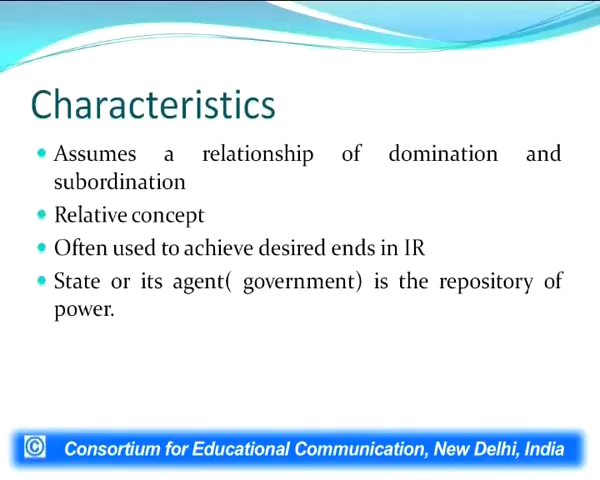 Characteristics
• Assumes a relationship of domination and
subordination
• Relative concept
• Often used to achieve desired ends in IR
• State or its agent( government) is the repository of
power.
© Consortium for Educational Communication, New Delhi, India